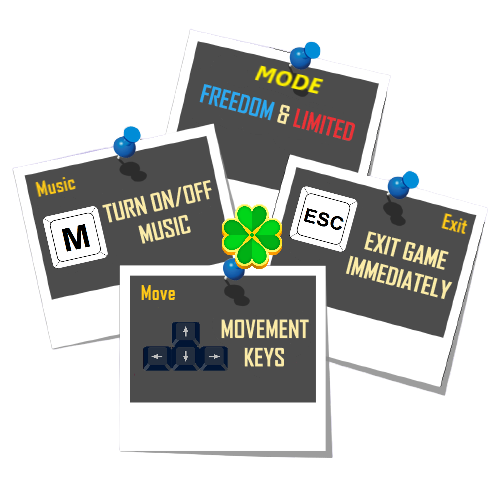 MODE
FREEDOM & LIMITED
Music
M
TURN ON/OFF
MUSIC
Exit
ESC
EXIT GAME
IMMEDIATELY
Move
MOVEMENT
KEYS